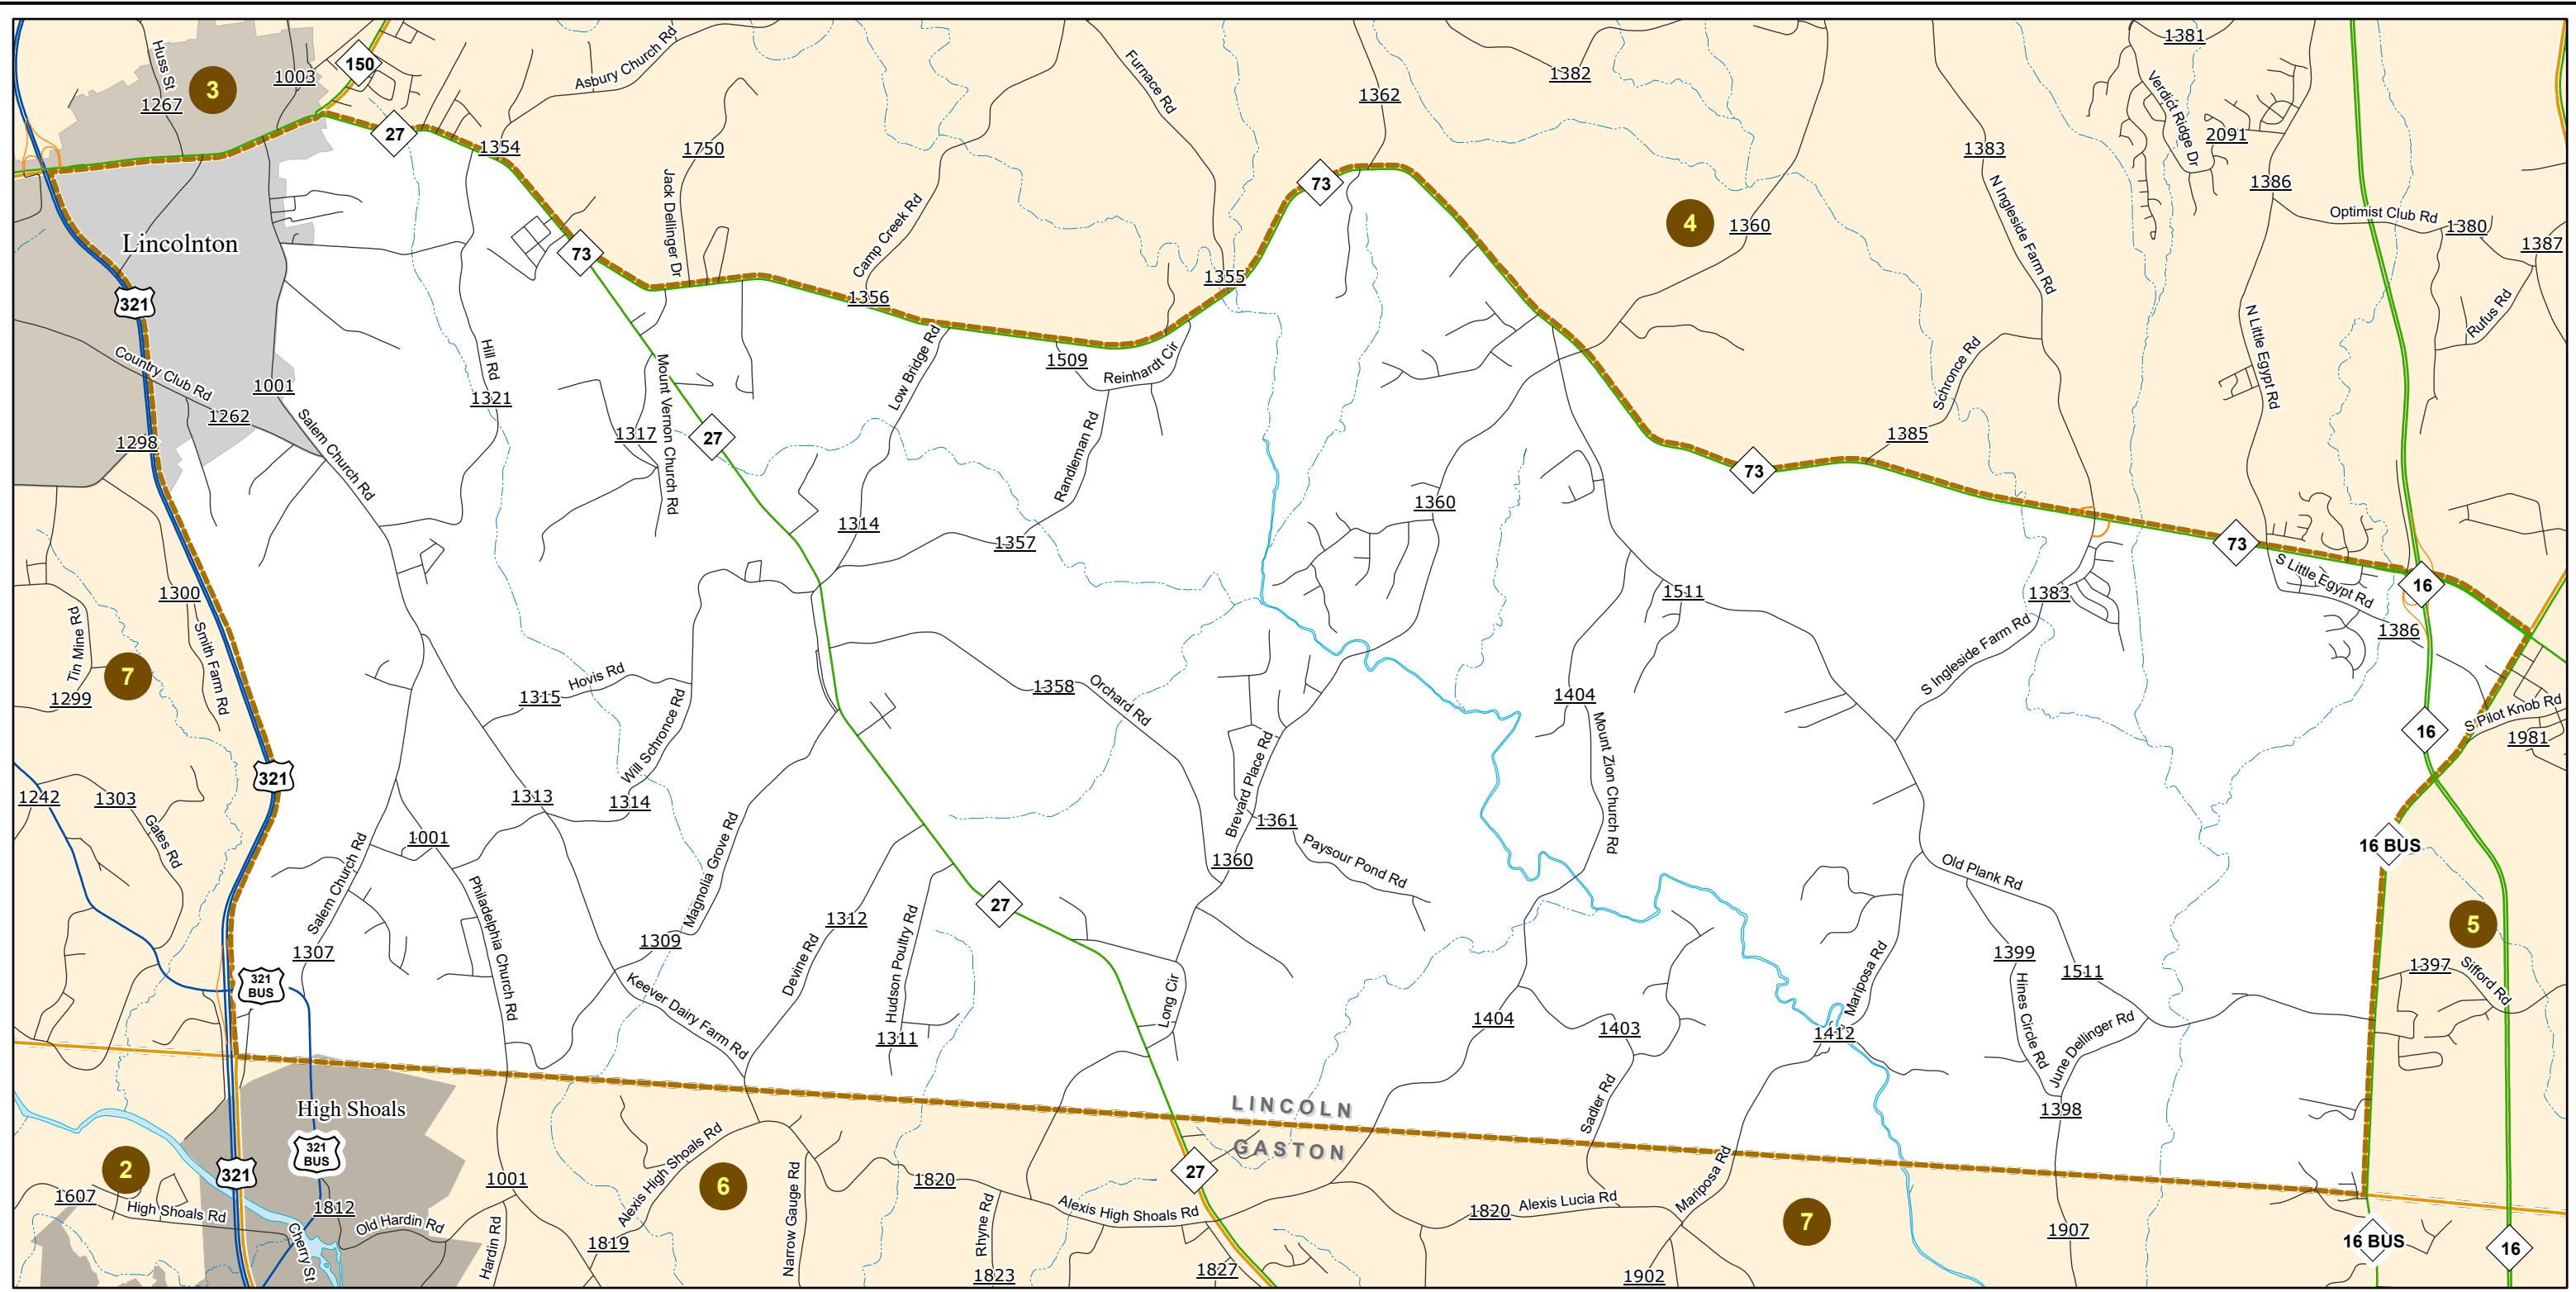 Huss St
1267
3
1003
150
27
Asbury Church Rd
1354
1750
Jack Dellinger Dr
Furnace Rd
1362
1382
1381
Verdict Ridge Dr
2091
1383
N Ingleside Farm Rd
1386
Optimist Club Rd
1380
1387
Rufus Rd
Lincolnton
321
73
Camp Creek Rd
1356
1355
73
4
1360
N Little Egypt Rd
Country Club Rd
1262
1001
1298
Salem Church Rd
Hill Rd
1321
1317
Mount Vernon Church Rd
27
Low Bridge Rd
1509
Reinhardt Cir
Randleman Rd
Schronce Rd
1385
73
1314
1357
1360
1511
1383
73
S Little Egypt Rd
16
1386
1300
Smith Farm Rd
Tin Mine Rd
7
1299
1315
Hovis Rd
Will Schronce Rd
1358
Orchard Rd
1404
Mount Zion Church Rd
S Ingleside Farm Rd
16
S Pilot Knob Rd
1981
321
1242
1303
Gates Rd
1313
1314
1001
Salem Church Rd
Magnolia Grove Rd
Brevard Place Rd
1361
Paysour Pond Rd
1360
16 BUS
Old Plank Rd
Philadelphia Church Rd
1307
1309
1312
Devine Rd
Hudson Poultry Rd
27
5
1397
Sifford Rd
1399
1511
Mariposa Rd
321
BUS
Keever Dairy Farm Rd
1311
Long Cir
1404
1403
1412
Hines Circle Rd
June Dellinger Rd
1398
High Shoals
LINCOLN
GASTON
Sadler Rd
Mariposa Rd
321
BUS
2
321
1607
High Shoals Rd
1812
Old Hardin Rd
Cherry St
1001
Hardin Rd
Alexis High Shoals Rd
1819
6
Narrow Gauge Rd
1820
Rhyne Rd
1823
Alexis High Shoals Rd
27
1827
1820
Alexis Lucia Rd
1902
7
1907
16 BUS
16